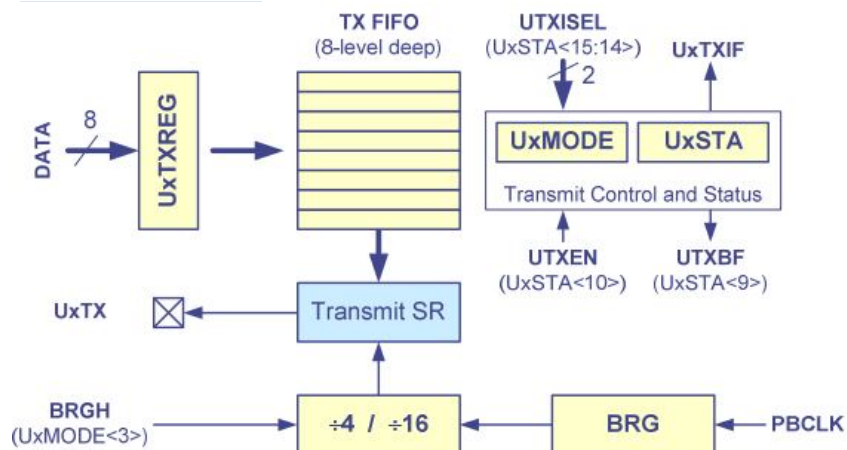 TX FIFO
(8-level deep)
UTXISEL
(UxSTA<15:14>)
2
UxTXIF
DATA
8
UxTXREG
UxMODE
UxSTA
Transmit Control and Status
UTXEN
(UxSTA<10>)
UTXBF
(UxSTA<9>)
UxTX
Transmit SR
BRGH
(UxMODE<3>)
÷4 / ÷16
BRG
PBCLK